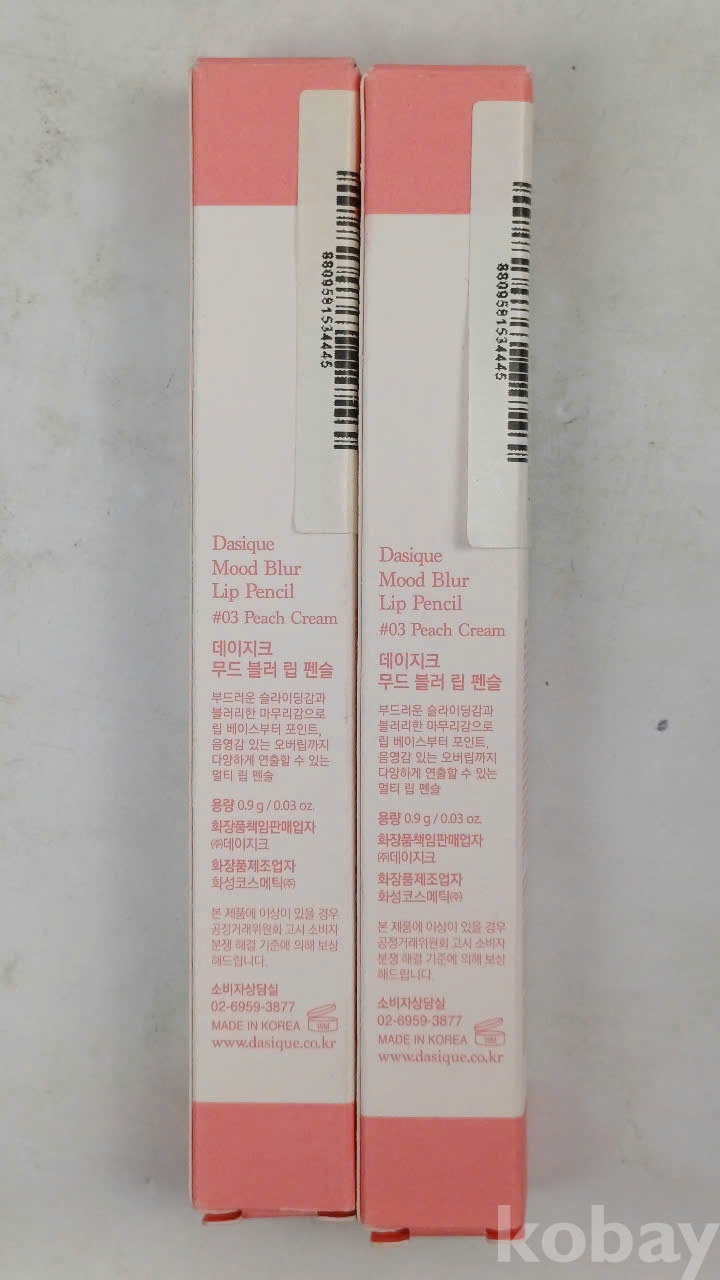 8809581534445
Dasique
Mood Blur
Lip Pencil
#03 Peach Cream
데이지크
무드 블러 립 펜슬
부드러운 슬라이딩감과
블러리한 마무리감으로
립 베이스부터 포인트,
음영감 있는 오버립까지
다양하게 연출할 수 있는
멀티 립 펜슬
용량 0.9 g / 0.03 oz.
화장품책임판매업자
㈜데이지크
화장품제조업자
화성코스메틱㈜
본 제품에 이상이 있을 경우
공정거래위원회 고시 소비자
분쟁 해결 기준에 의해 보상
해드립니다.
소비자상담실
02-6959-3877
MADE IN KOREA
www.dasique.co.kr
8809581534445
Dasique
Mood Blur
Lip Pencil
#03 Peach Cream
데이지크
무드 블러 립 펜슬
부드러운 슬라이딩감과
블러리한 마무리감으로
립 베이스부터 포인트,
음영감 있는 오버립까지
다양하게 연출할 수 있는
멀티 립 펜슬
용량 0.9 g / 0.03 oz.
화장품책임판매업자
㈜데이지크
화장품제조업자
화성코스메틱㈜
본 제품에 이상이 있을 경우
공정거래위원회 고시 소비자
분쟁 해결 기준에 의해 보상
해드립니다.
소비자상담실
02-6959-3877
MADE IN KOREA
www.dasique.co.kr
kobay